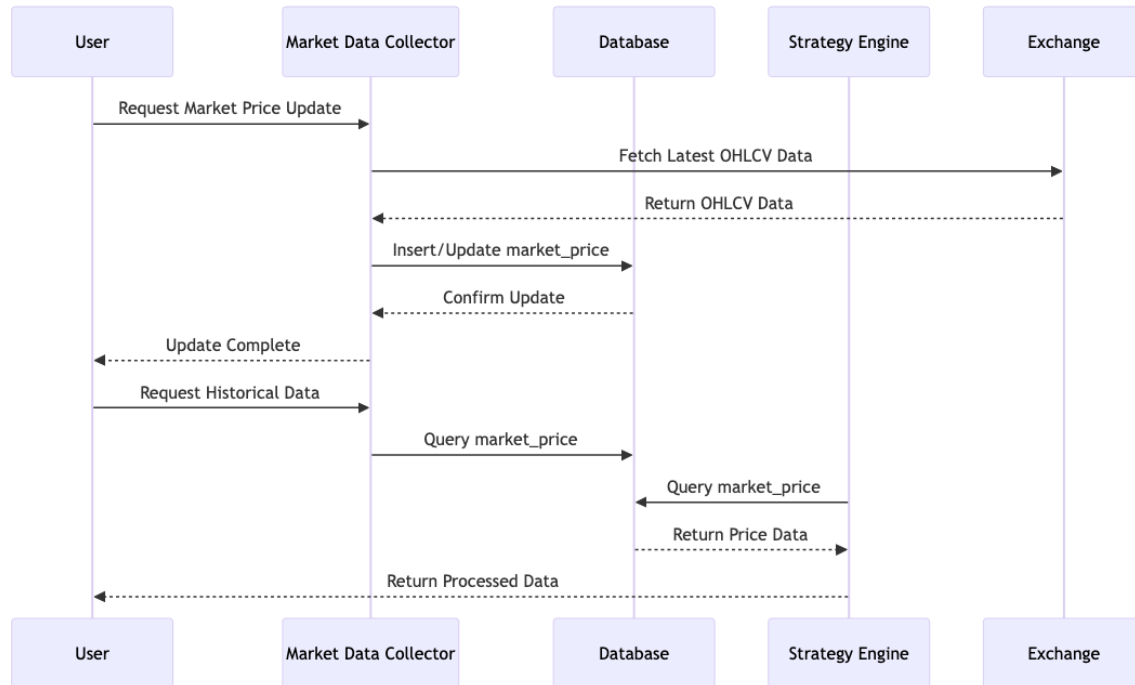 User
Market Data Collector
Database
Strategy Engine
Exchange
Request Market Price Update
Fetch Latest OHLCV Data
Return OHLCV Data
Insert/Update market_price
Confirm Update
Update Complete
Request Historical Data
Query market_price
Query market_price
Return Price Data
Return Processed Data
User
Market Data Collector
Database
Strategy Engine
Exchange